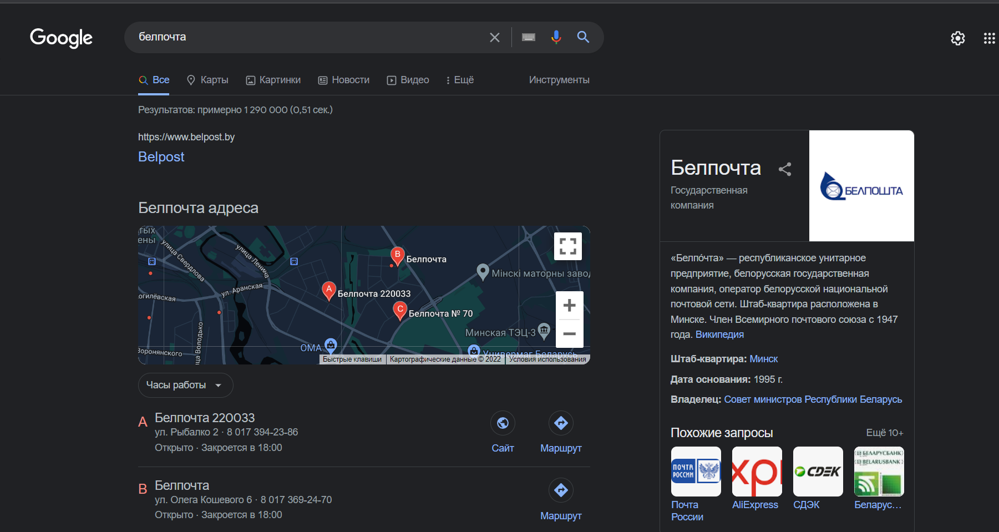 Google
белпочта
Все
Карты
Картинки
Новости
Видео
Ещё
Инструменты
Результатов: примерно 1 290 000 (0,51 сек.)
https://www.belpost.by
Belpost
Белпочта адреса
тых
ены
улица Свердлова
улица Ленина
ул. Аранская
огилёвская
ица Володько
Воронянского
B
Белпочта
Мінскі маторны завод
A
Белпочта 220033
C
Белпочта № 70
Минская ТЭЦ-3
ОМА
Универмаг Беларусь
+
−
Быстрые клавиши
Картографические данные © 2022
Условия использования
Часы работы
A
Белпочта 220033
ул. Рыбалко 2 · 8 017 394-23-86
Открыто · Закроется в 18:00
Сайт
Маршрут
B
Белпочта
ул. Олега Кошевого 6 · 8 017 369-24-70
Открыто · Закроется в 18:00
Маршрут
Белпочта
Государственная
компания
БЕЛПОШТА
«Белпо́чта» — республиканское унитарное
предприятие, белорусская государственная
компания, оператор белорусской национальной
почтовой сети. Штаб-квартира расположена в
Минске. Член Всемирного почтового союза с 1947
года. Википедия
Штаб-квартира: Минск
Дата основания: 1995 г.
Владелец: Совет министров Республики Беларусь
Похожие запросы
Ещё 10+
ПОЧТА
РОССИИ
xpr
CDEK
БЕЛАРУСБАНК
BELARUSBANK
Почта
России
AliExpress
СДЭК
Беларус...